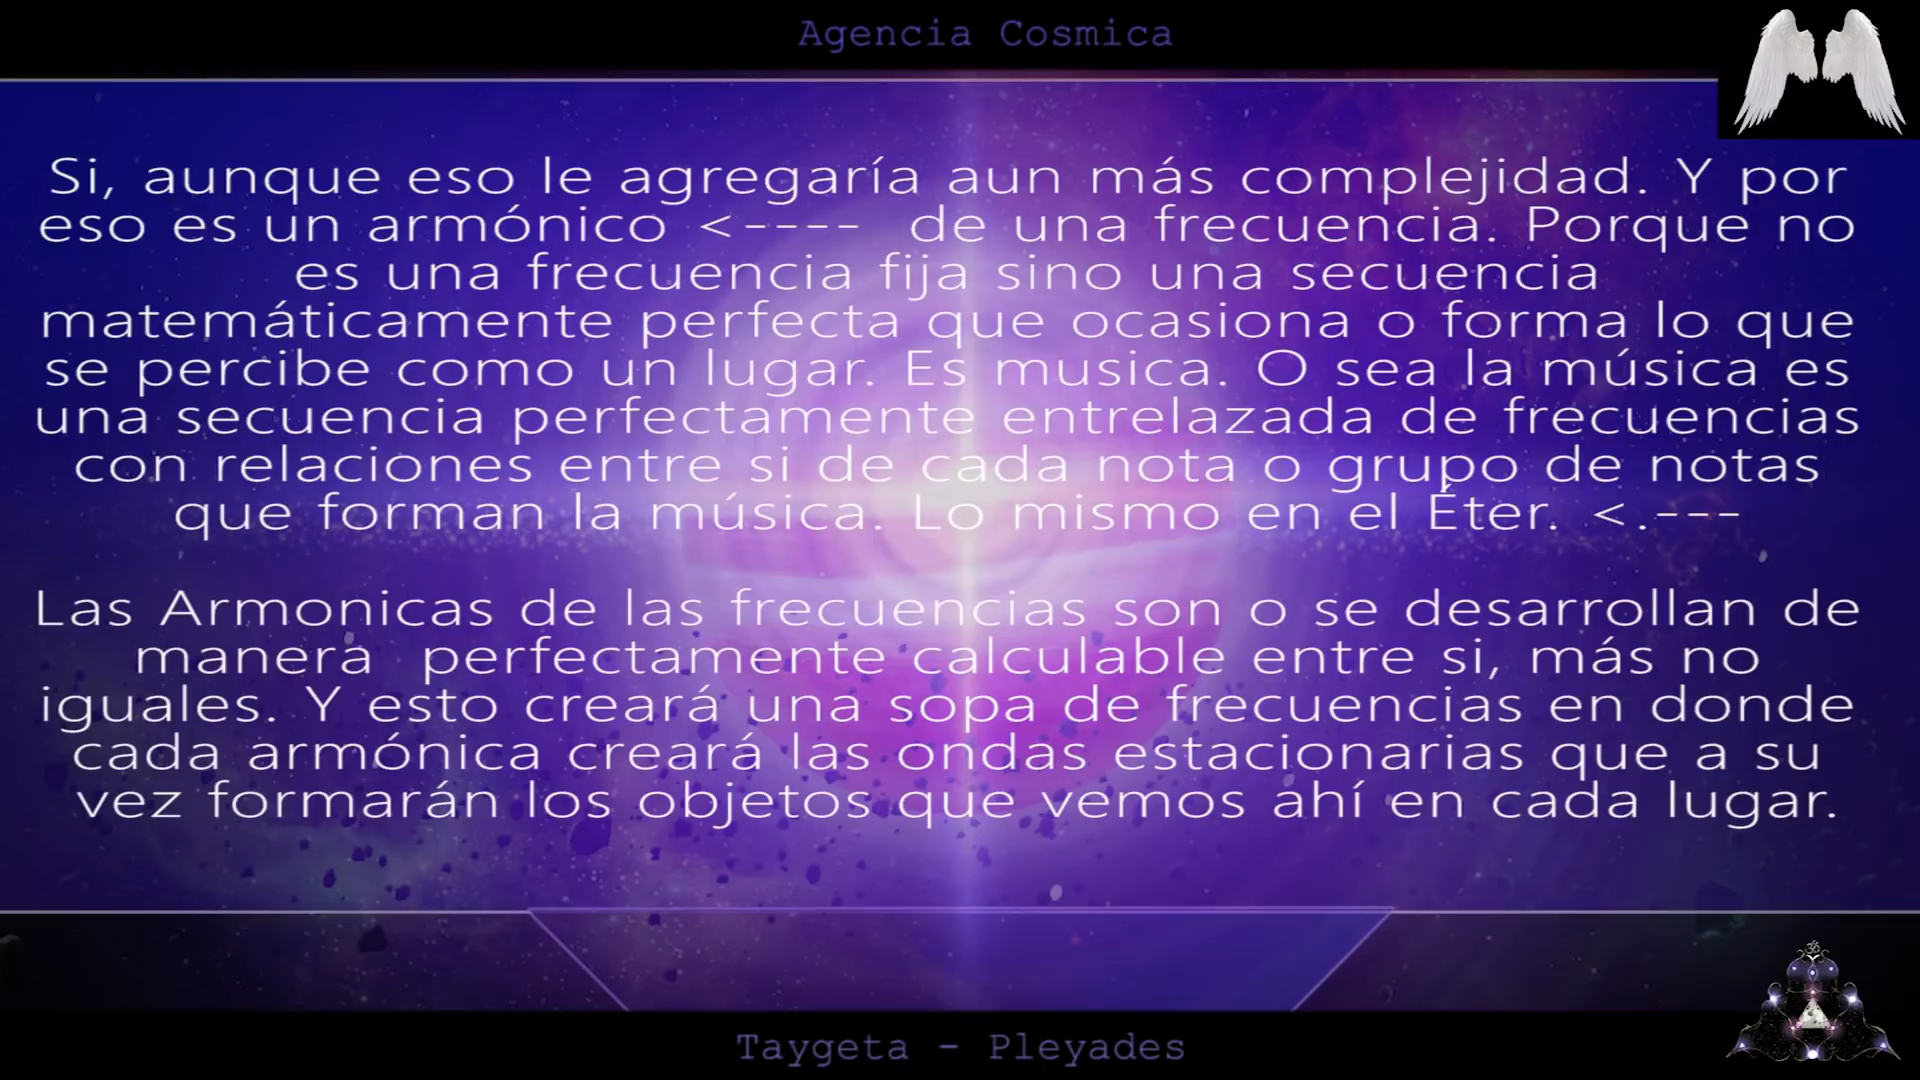 Agencia Cosmica
Si, aunque eso le agregaría aun más complejidad. Y por
eso es un armónico <---- de una frecuencia. Porque no
es una frecuencia fija sino una secuencia
matemáticamente perfecta que ocasiona o forma lo que
se percibe como un lugar. Es musica. O sea la música es
una secuencia perfectamente entrelazada de frecuencias
con relaciones entre si de cada nota o grupo de notas
que forman la música. Lo mismo en el Éter. <.---
Las Armonicas de las frecuencias son o se desarrollan de
manera  perfectamente calculable entre si, más no
iguales. Y esto creará una sopa de frecuencias en donde
cada armónica creará las ondas estacionarias que a su
vez formarán los objetos que vemos ahí en cada lugar.
ॐ
Taygeta - Pleyades